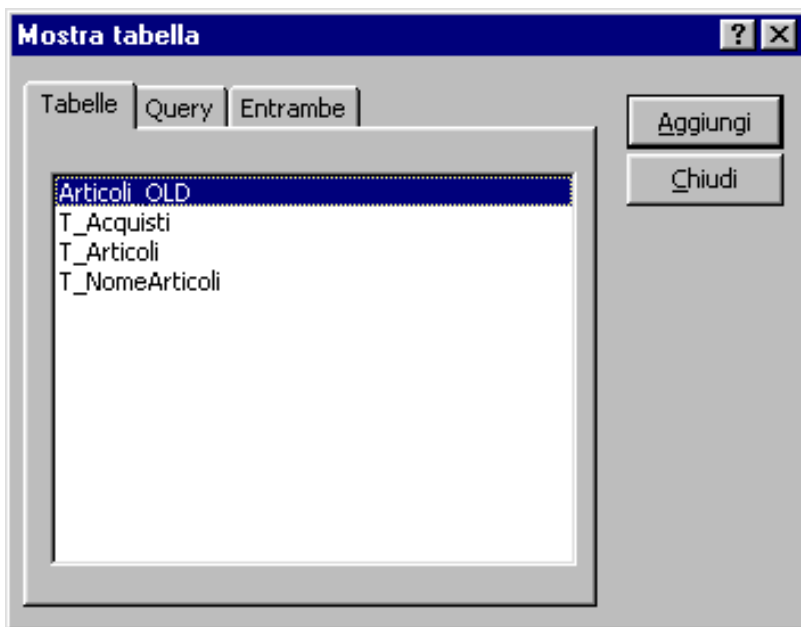 Mostra tabella
Tabelle Query Entrambe
Aggiungi
Chiudi
Articoli_OLD
T_Acquisti
T_Articoli
T_NomeArticoli